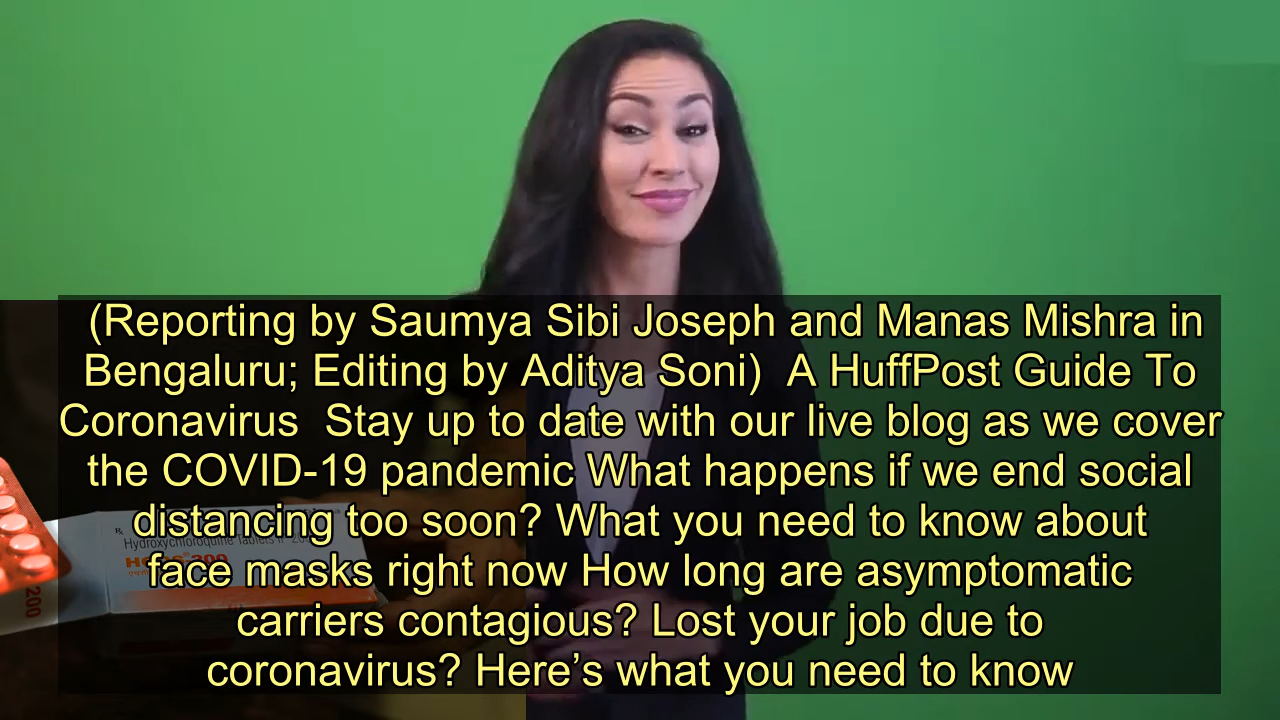 (Reporting by Saumya Sibi Joseph and Manas Mishra in
Bengaluru; Editing by Aditya Soni)  A HuffPost Guide To
Coronavirus  Stay up to date with our live blog as we cover
the COVID-19 pandemic What happens if we end social
distancing too soon? What you need to know about
face masks right now How long are asymptomatic
carriers contagious? Lost your job due to
coronavirus? Here’s what you need to know
Hydroxychloroquine Tablets
200